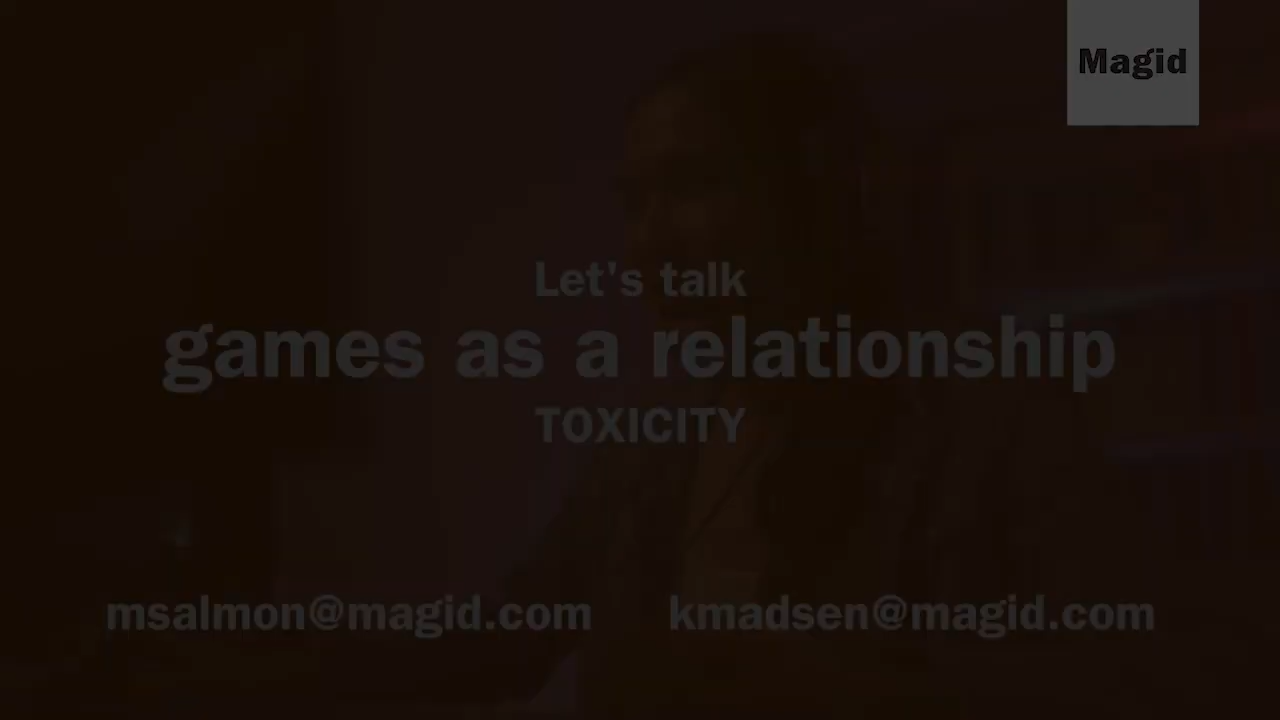 Magid
Let's talk
games as a relationship
TOXICITY
msalmon@magid.com kmadsen@magid.com